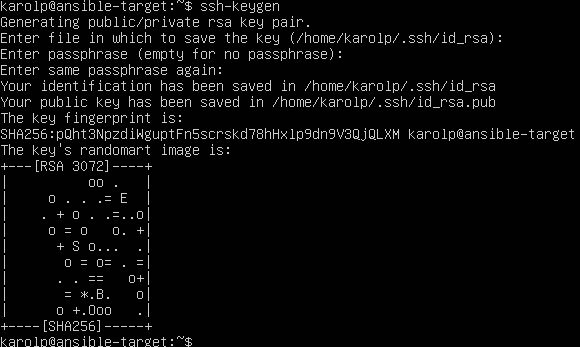 karolp@ansible-target:~$ ssh-keygen
Generating public/private rsa key pair.
Enter file in which to save the key (/home/karolp/.ssh/id_rsa):
Enter passphrase (empty for no passphrase):
Enter same passphrase again:
Your identification has been saved in /home/karolp/.ssh/id_rsa
Your public key has been saved in /home/karolp/.ssh/id_rsa.pub
The key fingerprint is:
SHA256:pQht3NpzdiWguptFn5scrskd78hHxlp9dn9V3QjQLXM karolp@ansible-target
The key's randomart image is:
+---[RSA 3072]----+
|          oo .   |
|     o . . .= E  |
|    . + o . .=..o|
|     o = o   o. +|
|      + S o...  .|
|       o = o= . =|
|      . . ==   o+|
|       = *.B.   o|
|      o +.Ooo   .|
+----[SHA256]-----+
karolp@ansible-target:~$